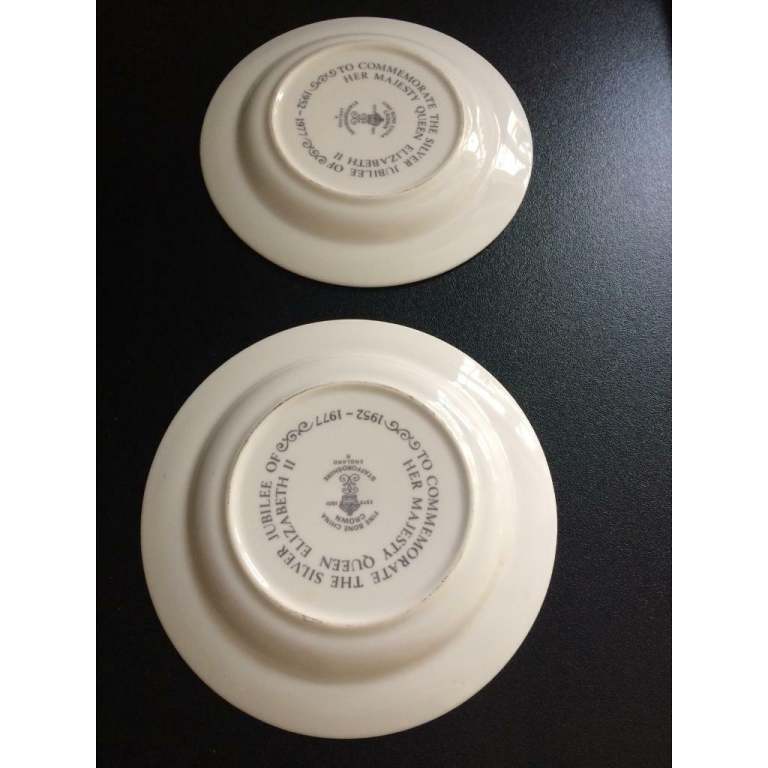 TO COMMEMORATE THE SILVER JUBILEE OF
HER MAJESTY QUEEN ELIZABETH II
1952 - 1977
TO COMMEMORATE THE SILVER JUBILEE OF
HER MAJESTY QUEEN ELIZABETH II
1952 - 1977
FINE BONE CHINA
CROWN
STAFFORDSHIRE
ENGLAND